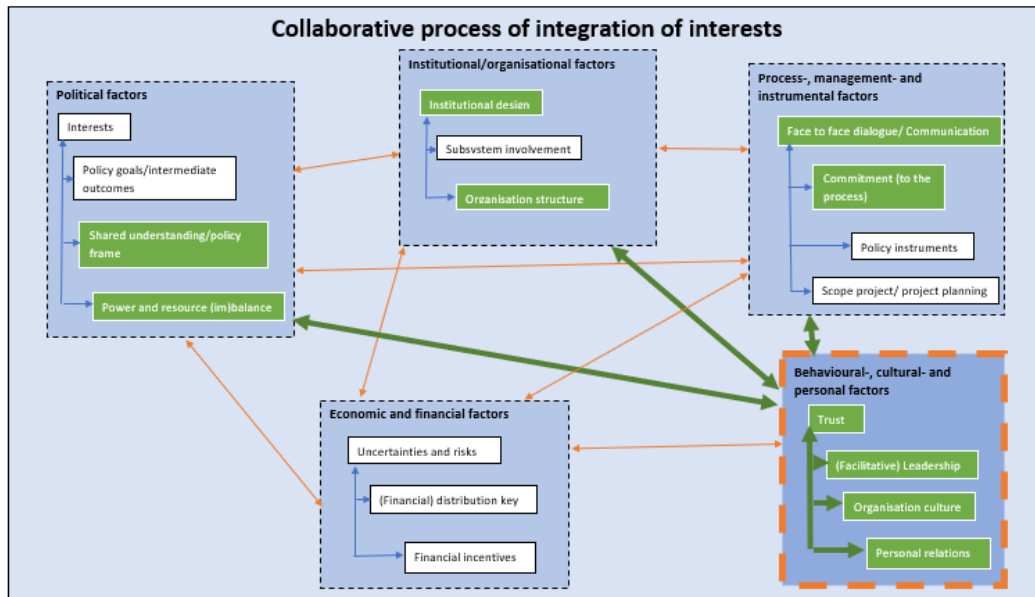 Collaborative process of integration of interests
Political factors
Interests
Policy goals/intermediate
outcomes
Shared understanding/policy
frame
Power and resource (im)balance
Institutional/organisational factors
Institutional design
Subsystem involvement
Organisation structure
Process-, management- and
instrumental factors
Face to face dialogue/ Communication
Commitment (to the
process)
Policy instruments
Scope project/ project planning
Economic and financial factors
Uncertainties and risks
(Financial) distribution key
Financial incentives
Behavioural-, cultural- and
personal factors
Trust
(Facilitative) Leadership
Organisation culture
Personal relations